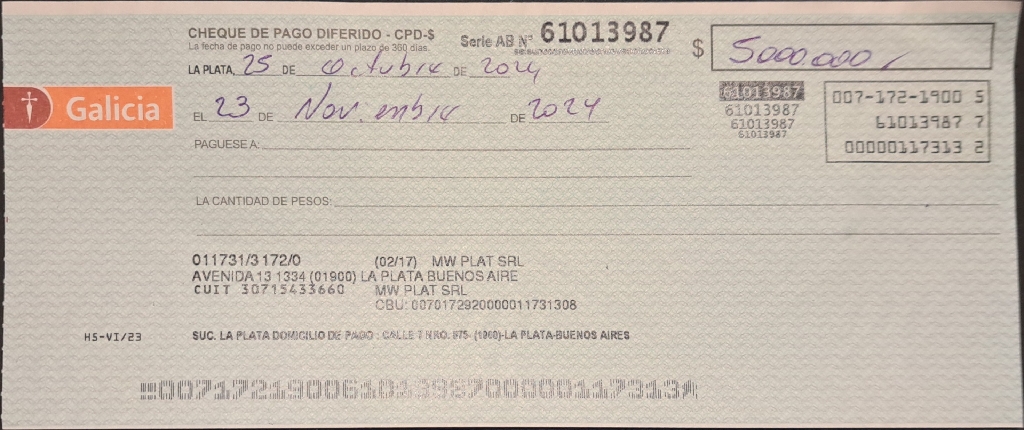 CHEQUE DE PAGO DIFERIDO - CPD-$
La fecha de pago no puede exceder un plazo de 360 días.
Serie AB N° 61013987
$ 5000.000,
LA PLATA, 25 DE Octubre DE 2024
Galicia
EL 23 DE Noviembre DE 2024
61013987
61013987
61013987
61013987
007-172-1900 5
61013987 7
00000117313 2
PAGUESE A:
LA CANTIDAD DE PESOS:
011731/3172/0 (02/17) MW PLAT SRL
AVENIDA 13 1334 (01900) LA PLATA BUENOS AIRE
CUIT 30715433660 MW PLAT SRL
CBU: 0070172920000011731308
HS-VI/23
SUC. LA PLATA DOMICILIO DE PAGO : CALLE 7 NRO. 875- (1900)-LA PLATA-BUENOS AIRES
00717219006101398700000117313